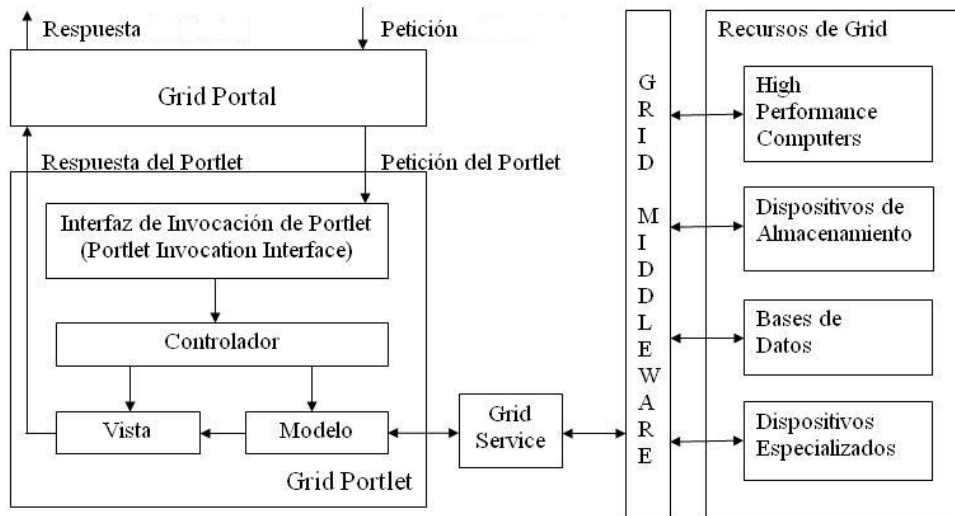 Respuesta
Petición
Grid Portal
Respuesta del Portlet
Petición del Portlet
Interfaz de Invocación de Portlet
(Portlet Invocation Interface)
Controlador
Vista
Modelo
Grid Portlet
Grid
Service
GRID MIDDLEWARE
Recursos de Grid
High
Performance
Computers
Dispositivos de
Almacenamiento
Bases de
Datos
Dispositivos
Especializados